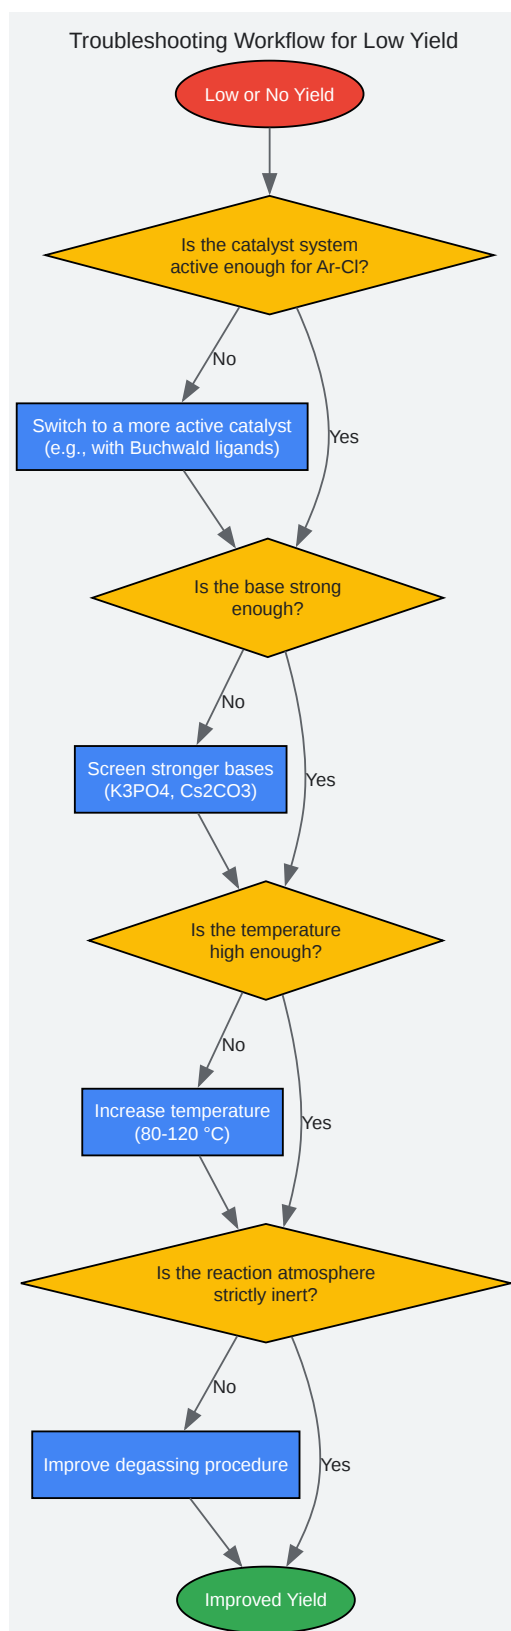 Troubleshooting Workflow for Low Yield
Low or No Yield
Is the catalyst system
active enough for Ar-Cl?
No
Switch to a more active catalyst
(e.g., with Buchwald ligands)
Yes
Is the base strong
enough?
No
Screen stronger bases
(K3PO4, Cs2CO3)
Yes
Is the temperature
high enough?
No
Increase temperature
(80-120 °C)
Yes
Is the reaction atmosphere
strictly inert?
No
Improve degassing procedure
Yes
Improved Yield